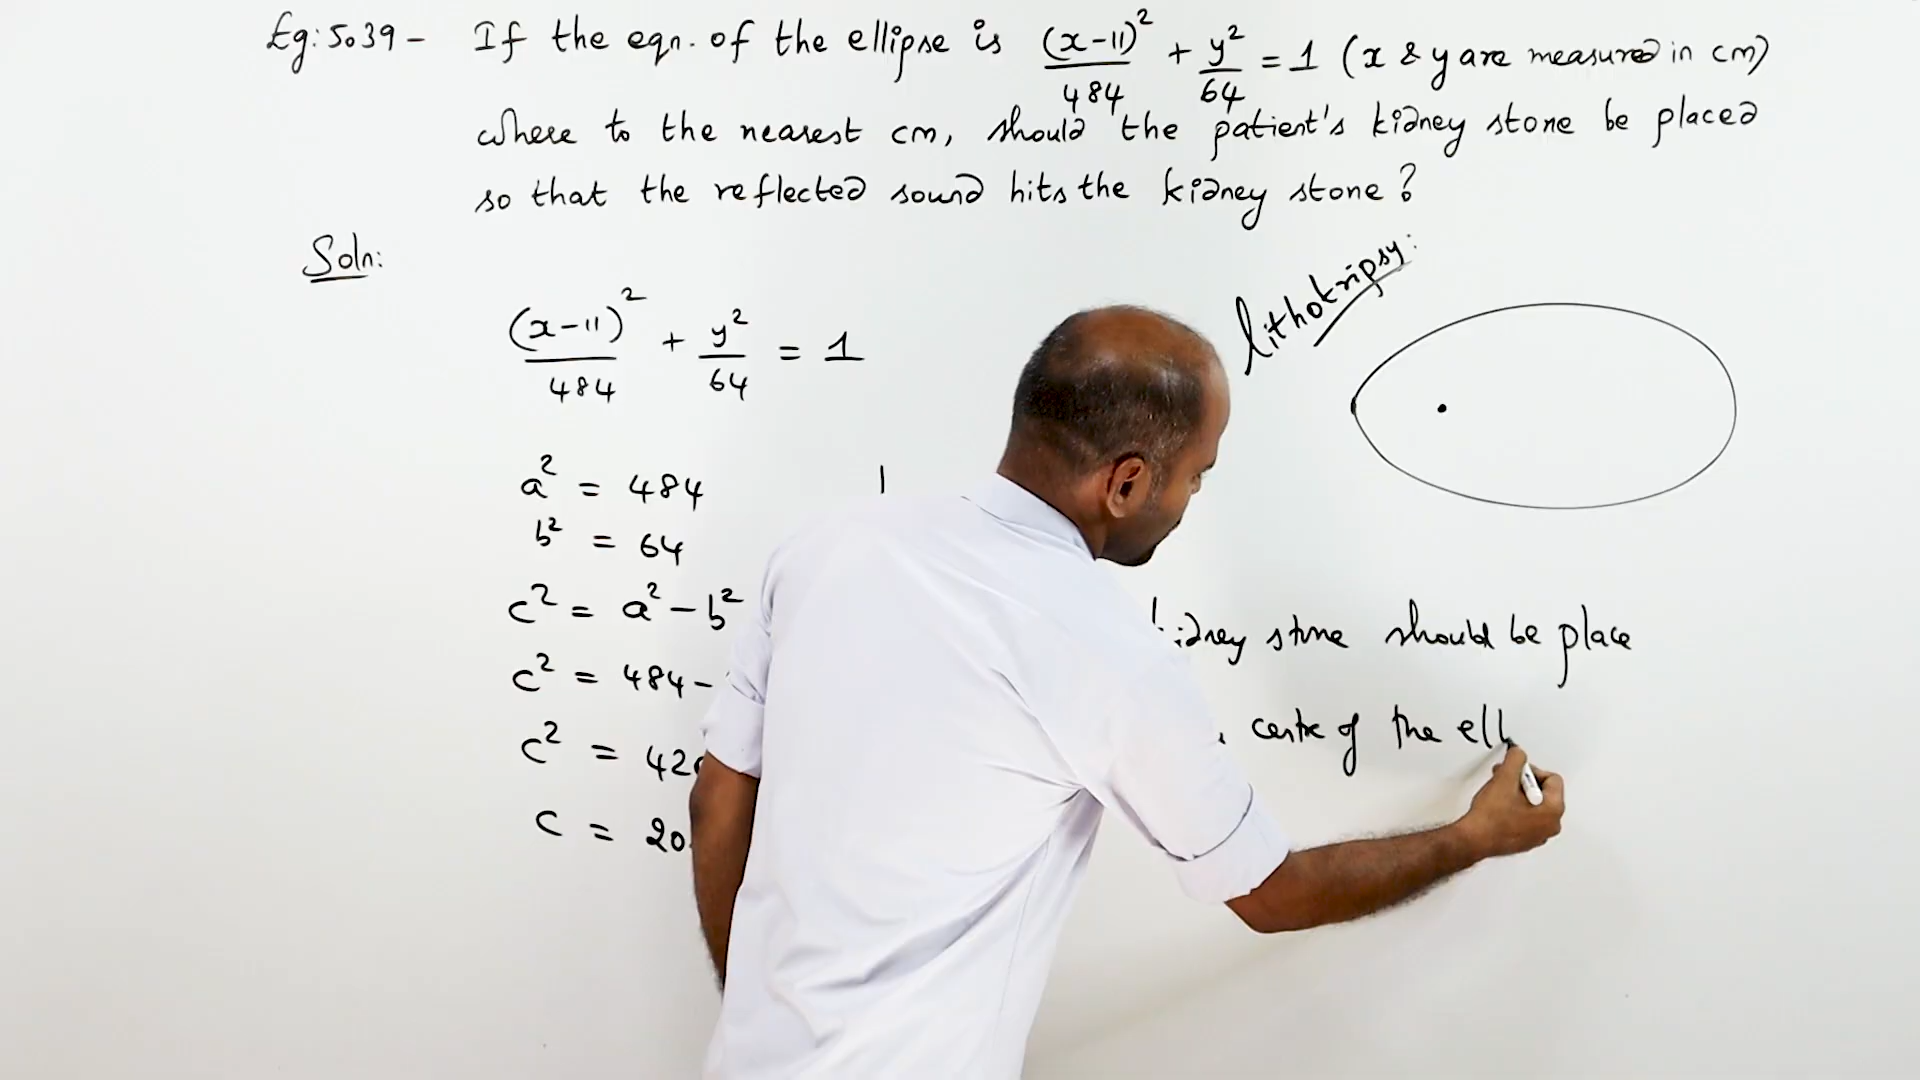 Eg: 5.39 - If the eqn. of the ellipse is (x-11)²/484 + y²/64 = 1 (x & y are measured in cm)
where to the nearest cm, should the patient's kidney stone be placed
so that the reflected sound hits the kidney stone?
Soln:
lithotripsy:
(x-11)²/484 + y²/64 = 1
a² = 484
b² = 64
c² = a² - b²
kidney stone should be place
c² = 484 -
c² = 42
centre of the ell
c = 20.